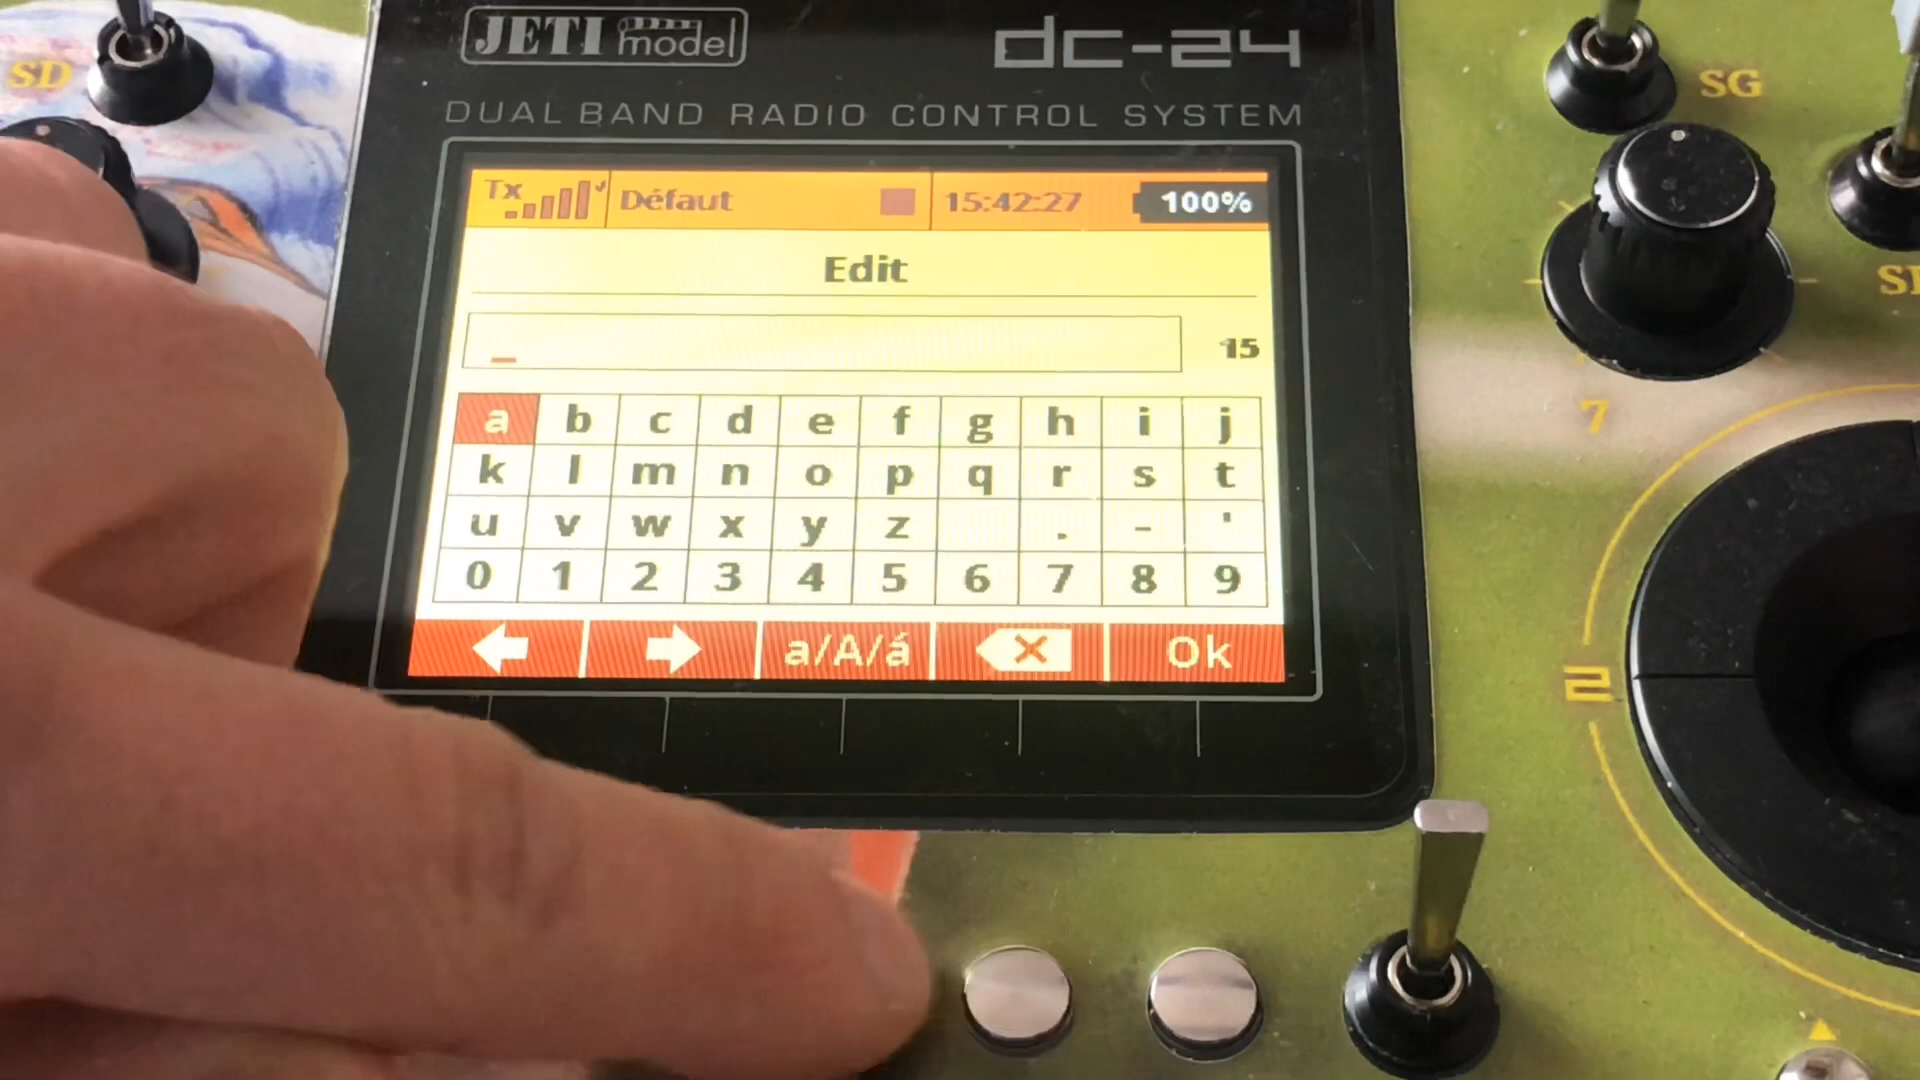 JETI model
dc-24
DUAL BAND RADIO CONTROL SYSTEM
SD
SG
Tx Défaut 15:42:27 100%
Edit
_ 15
a b c d e f g h i j
k l m n o p q r s t
u v w x y z . - '
0 1 2 3 4 5 6 7 8 9
a/A/á Ok
7
2